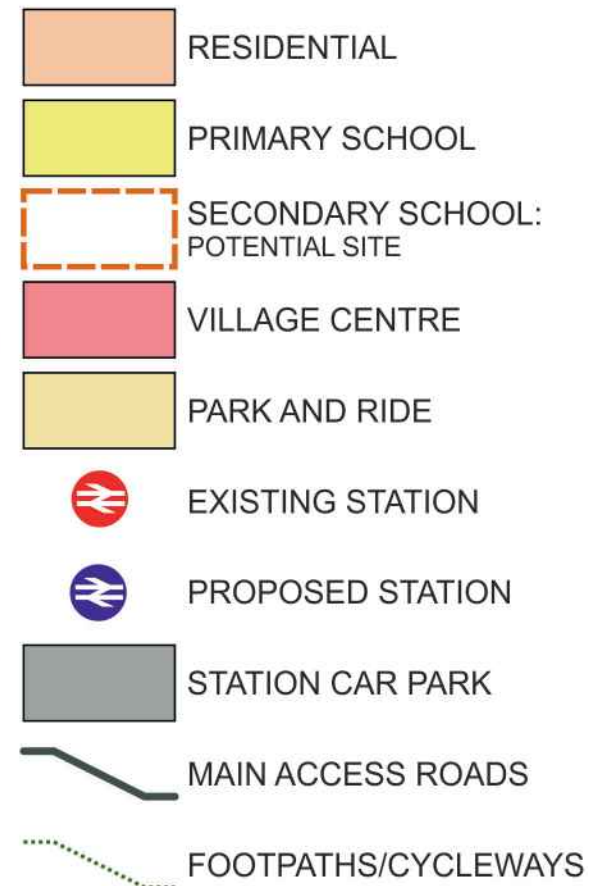 RESIDENTIAL
PRIMARY SCHOOL
SECONDARY SCHOOL:
POTENTIAL SITE
VILLAGE CENTRE
PARK AND RIDE
EXISTING STATION
PROPOSED STATION
STATION CAR PARK
MAIN ACCESS ROADS
FOOTPATHS/CYCLEWAYS